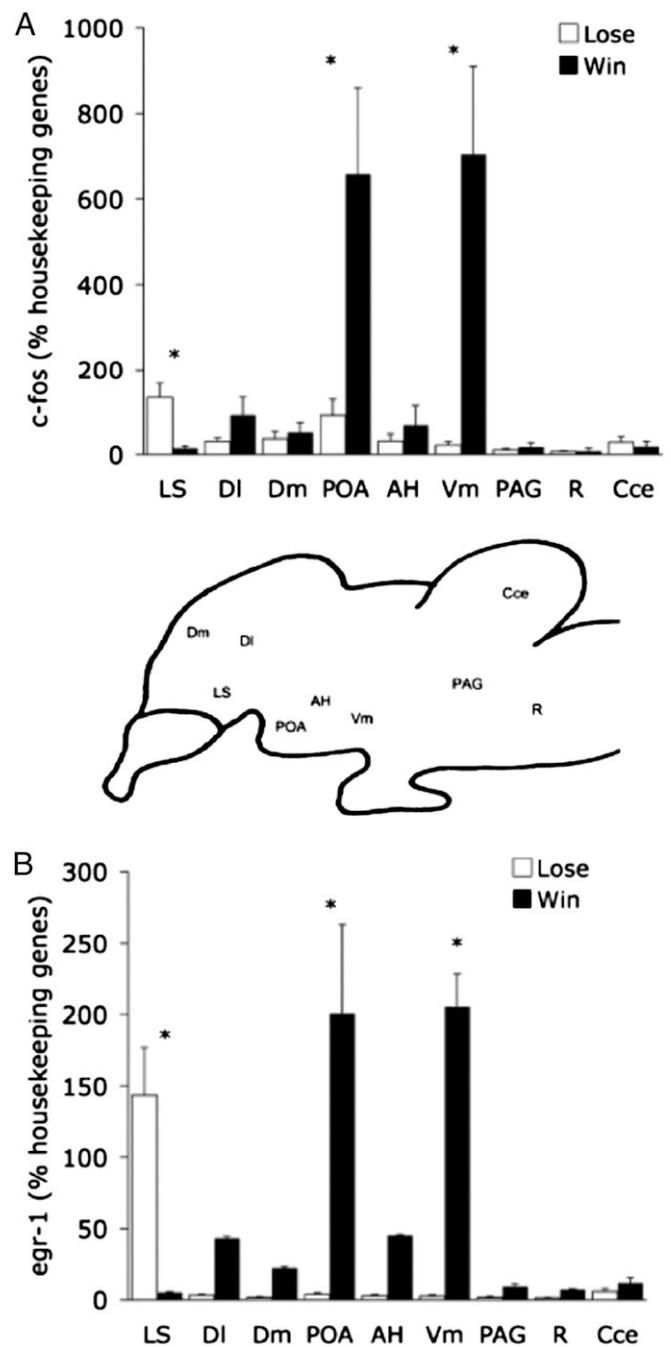 A
c-fos (% housekeeping genes)
1000
800
600
400
200
0
Lose
Win
*
*
*
LS Dl Dm POA AH Vm PAG R Cce
Cce
Dm
Dl
LS
AH
POA
Vm
PAG
R
B
egr-1 (% housekeeping genes)
300
250
200
150
100
50
0
Lose
Win
*
*
*
LS Dl Dm POA AH Vm PAG R Cce